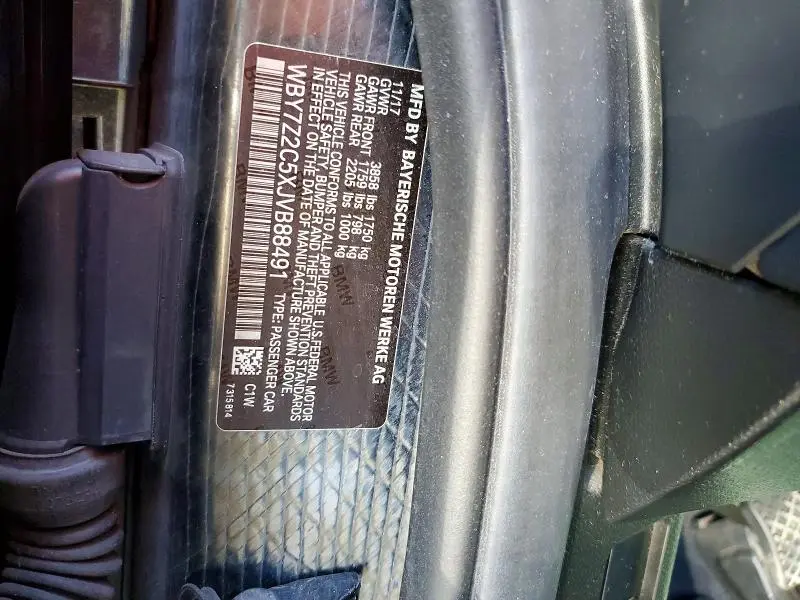 MFD BY BAYERISCHE MOTOREN WERKE AG
11/17
GVWR 3858 lbs 1750 kg
GAWR FRONT 1759 lbs 798 kg
GAWR REAR 2205 lbs 1000 kg
THIS VEHICLE CONFORMS TO ALL APPLICABLE U.S.FEDERAL MOTOR
VEHICLE SAFETY, BUMPER AND THEFT PREVENTION STANDARDS
IN EFFECT ON THE DATE OF MANUFACTURE SHOWN ABOVE.
WBY7Z2C5XJVB88491 TYPE: PASSENGER CAR
C1W
7315814
BMW
BMW